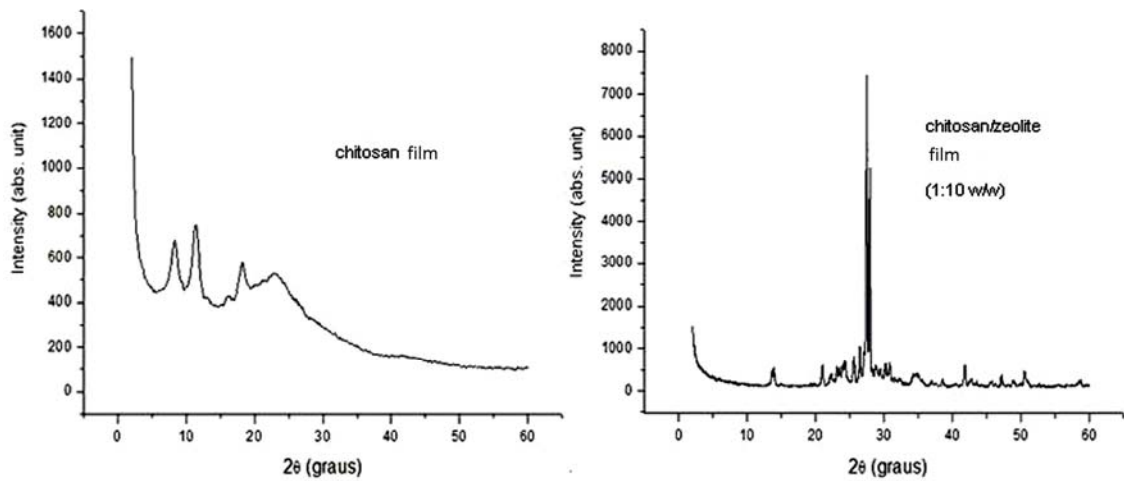 1600
1400
1200
1000
800
600
400
200
0
Intensity (abs. unit)
chitosan film
0 10 20 30 40 50 60
2θ (graus)
8000
7000
6000
5000
4000
3000
2000
1000
0
Intensity (abs. unit)
chitosan/zeolite
film
(1:10 w/w)
0 10 20 30 40 50 60
2θ (graus)